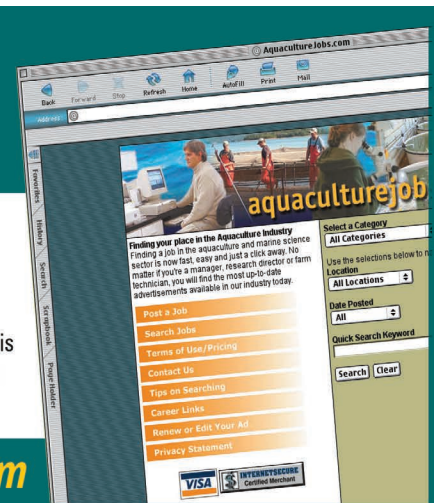 AquacultureJobs.com
Back Forward Stop Refresh Home AutoFill Print Mail
Address:
Favorites
History
Search
Scrapbook
Page Holder
aquaculturejob
Finding your place in the Aquaculture Industry
Finding a job in the aquaculture and marine science
sector is now fast, easy and just a click away. No
matter if you're a manager, research director or farm
technician, you will find the most up-to-date
advertisements available in our industry today.
Post a Job
Search Jobs
Terms of Use/Pricing
Contact Us
Tips on Searching
Career Links
Renew or Edit Your Ad
Privacy Statement
VISA
INTERNETSECURE
Certified Merchant
Select a Category
All Categories
Use the selections below to
Location
All Locations
Date Posted
All
Quick Search Keyword
Search Clear
is
m